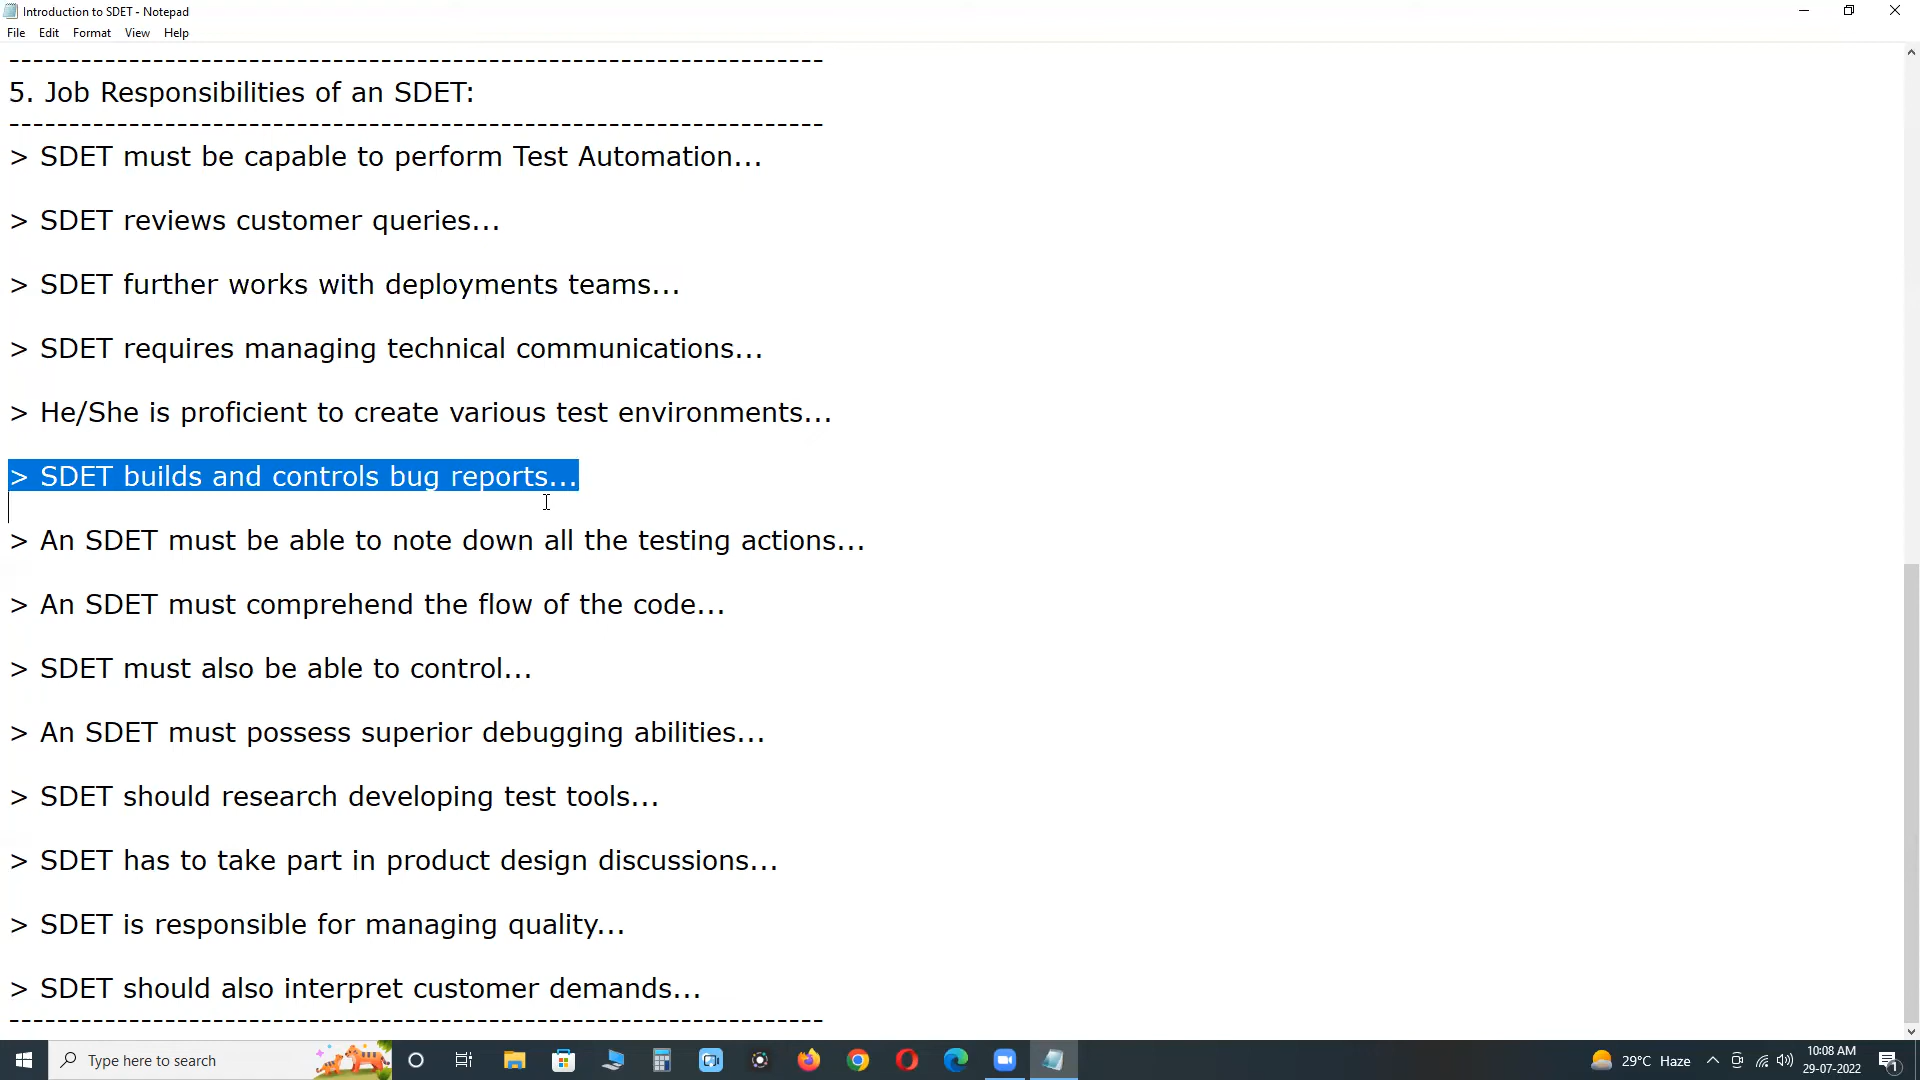 Introduction to SDET - Notepad
File Edit Format View Help
--------------------------------------------------------------------
5. Job Responsibilities of an SDET:
--------------------------------------------------------------------
> SDET must be capable to perform Test Automation...
> SDET reviews customer queries...
> SDET further works with deployments teams...
> SDET requires managing technical communications...
> He/She is proficient to create various test environments...
> SDET builds and controls bug reports...
> An SDET must be able to note down all the testing actions...
> An SDET must comprehend the flow of the code...
> SDET must also be able to control...
> An SDET must possess superior debugging abilities...
> SDET should research developing test tools...
> SDET has to take part in product design discussions...
> SDET is responsible for managing quality...
> SDET should also interpret customer demands...
--------------------------------------------------------------------
Type here to search
29°C Haze
10:08 AM
29-07-2022
1